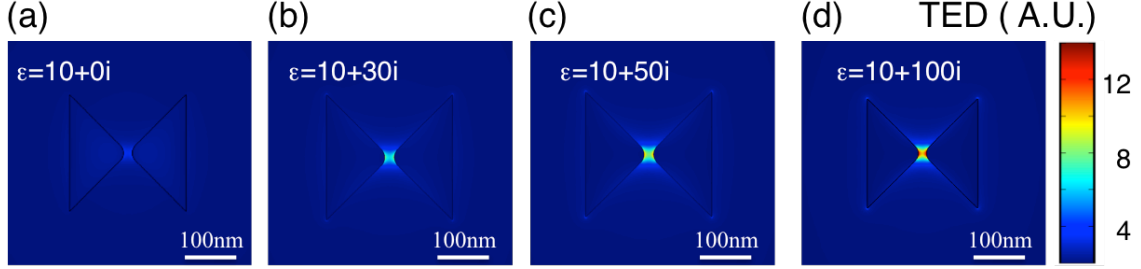 (a) (b) (c) (d) TED ( A.U.)
ε=10+0i ε=10+30i ε=10+50i ε=10+100i
12
8
4
100nm 100nm 100nm 100nm